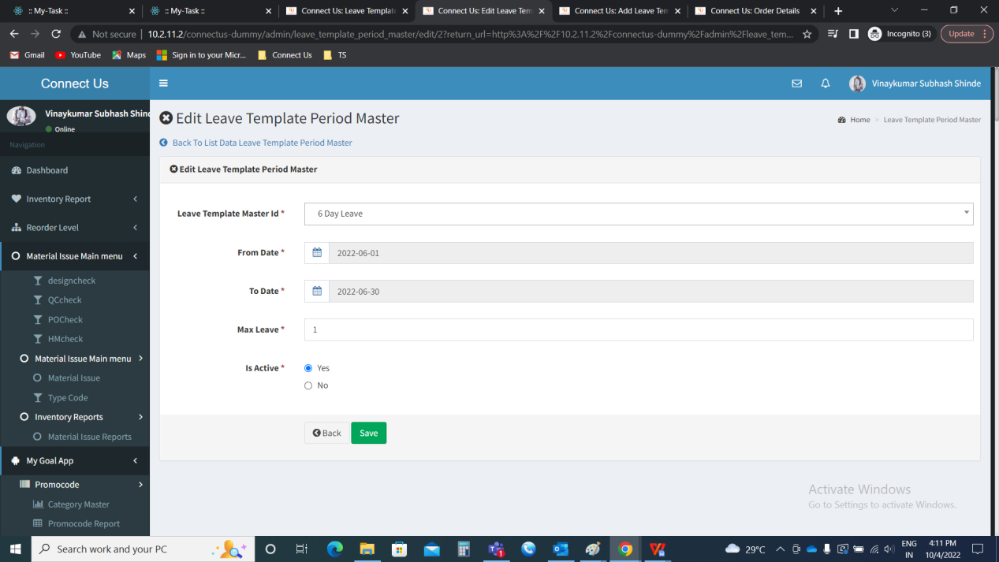 :: My-Task ::
:: My-Task ::
Connect Us: Leave Template
Connect Us: Edit Leave Tem
Connect Us: Add Leave Tem
Connect Us: Order Details
Not secure | 10.2.11.2/connectus-dummy/admin/leave_template_period_master/edit/2?return_url=http%3A%2F%2F10.2.11.2%2Fconnectus-dummy%2Fadmin%2Fleave_tem...
Incognito (3)
Update
Gmail
YouTube
Maps
Sign in to your Micr...
Connect Us
TS
Connect Us
Vinaykumar Subhash Shinde
Vinaykumar Subhash Shind
Online
Navigation
Dashboard
Inventory Report
Reorder Level
Material Issue Main menu
designcheck
QCcheck
POCheck
HMcheck
Material Issue Main menu
Material Issue
Type Code
Inventory Reports
Material Issue Reports
My Goal App
Promocode
Category Master
Promocode Report
Edit Leave Template Period Master
Home > Leave Template Period Master
Back To List Data Leave Template Period Master
Edit Leave Template Period Master
Leave Template Master Id * 6 Day Leave
From Date * 2022-06-01
To Date * 2022-06-30
Max Leave * 1
Is Active * Yes
No
Back Save
Activate Windows
Go to Settings to activate Windows.
Search work and your PC
1
29°C
ENG
IN
4:11 PM
10/4/2022